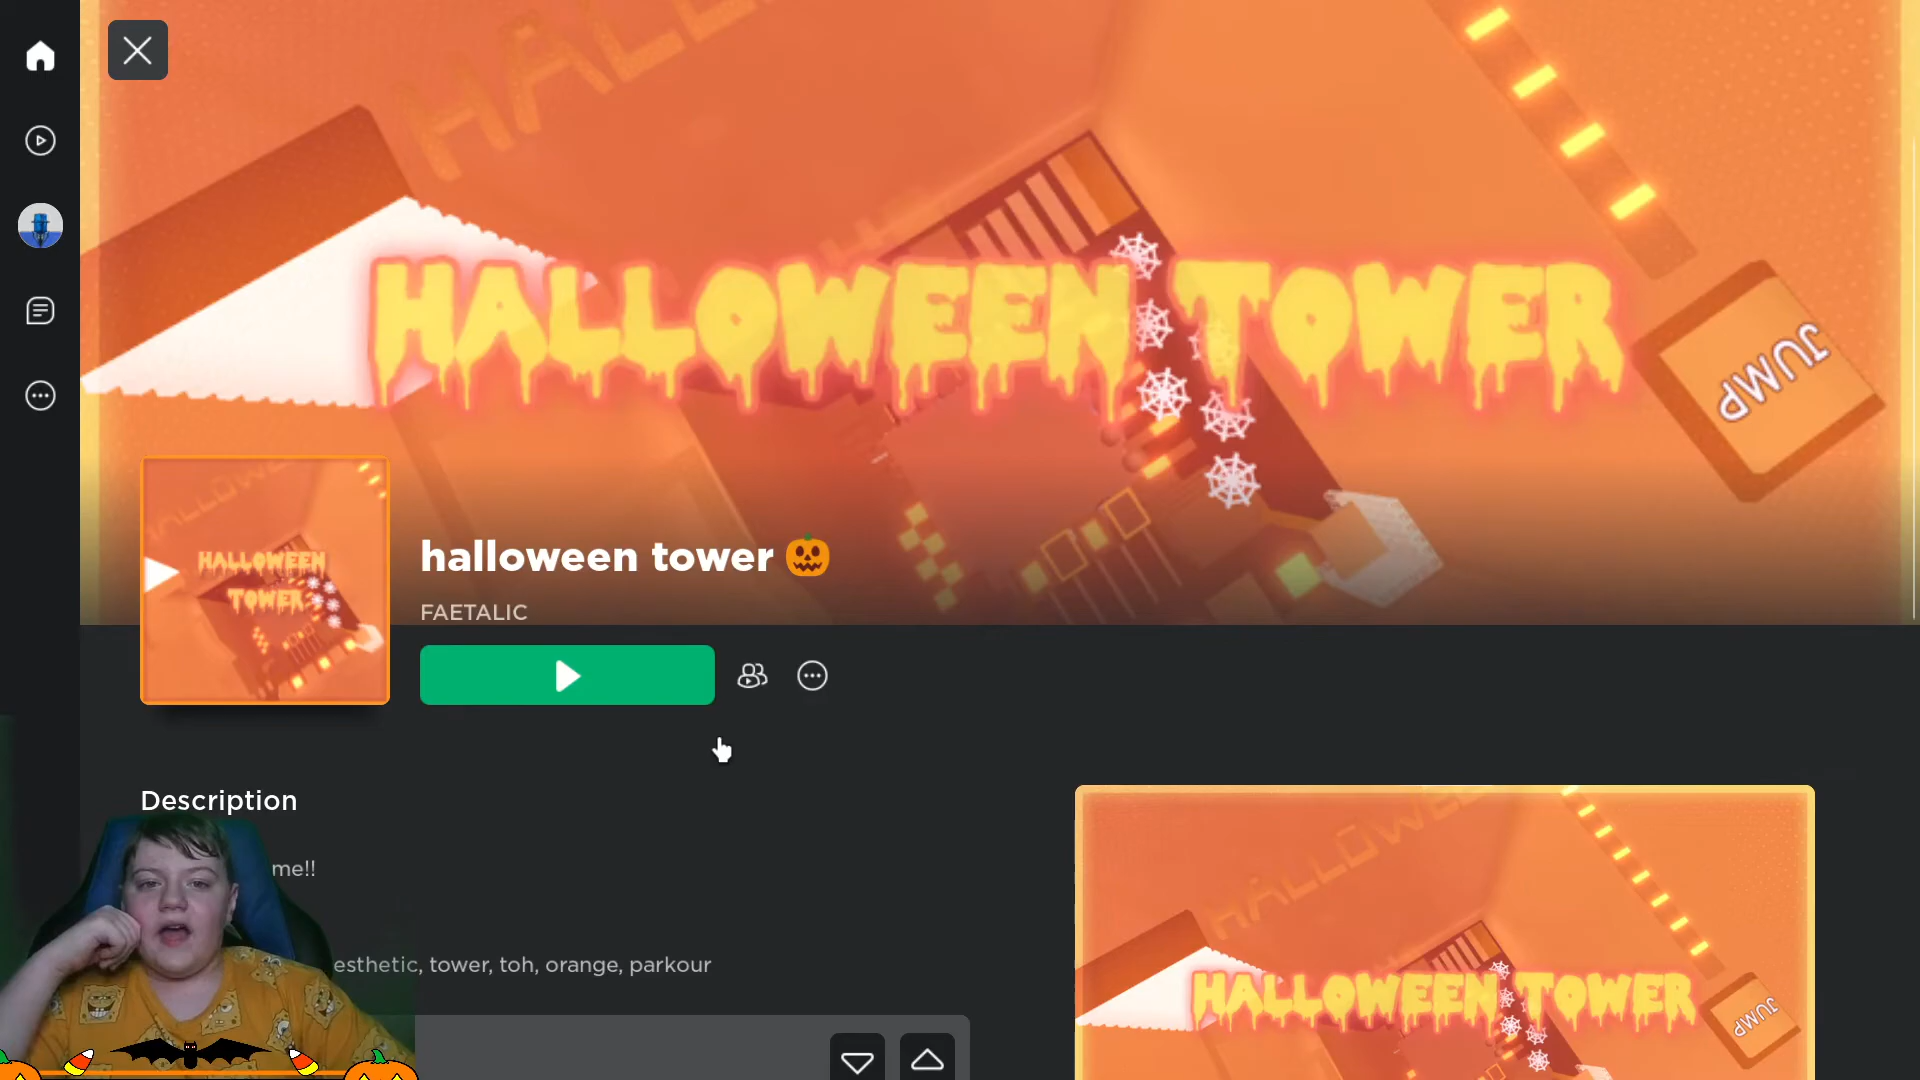 HALLOWEEN TOWER
JUMP
HALLOWEEN
TOWER
halloween tower 🎃
FAETALIC
Description
me!!
esthetic, tower, toh, orange, parkour
HALLOWEEN TOWER
JUMP